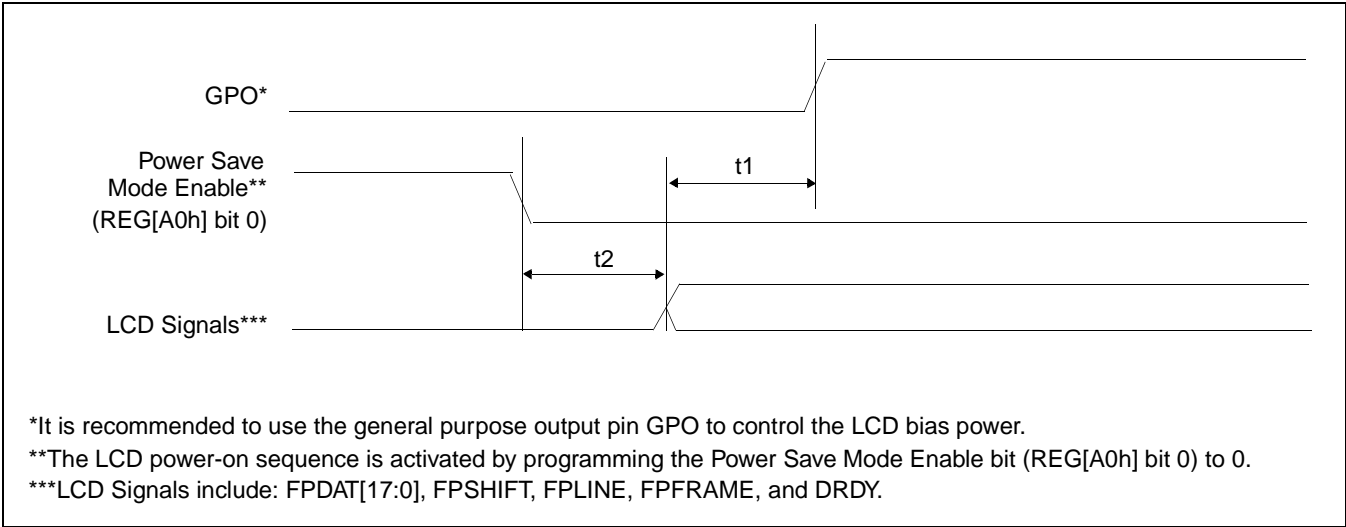 GPO*
Power Save
Mode Enable**
(REG[A0h] bit 0)
t1
t2
LCD Signals***
*It is recommended to use the general purpose output pin GPO to control the LCD bias power.
**The LCD power-on sequence is activated by programming the Power Save Mode Enable bit (REG[A0h] bit 0) to 0.
***LCD Signals include: FPDAT[17:0], FPSHIFT, FPLINE, FPFRAME, and DRDY.